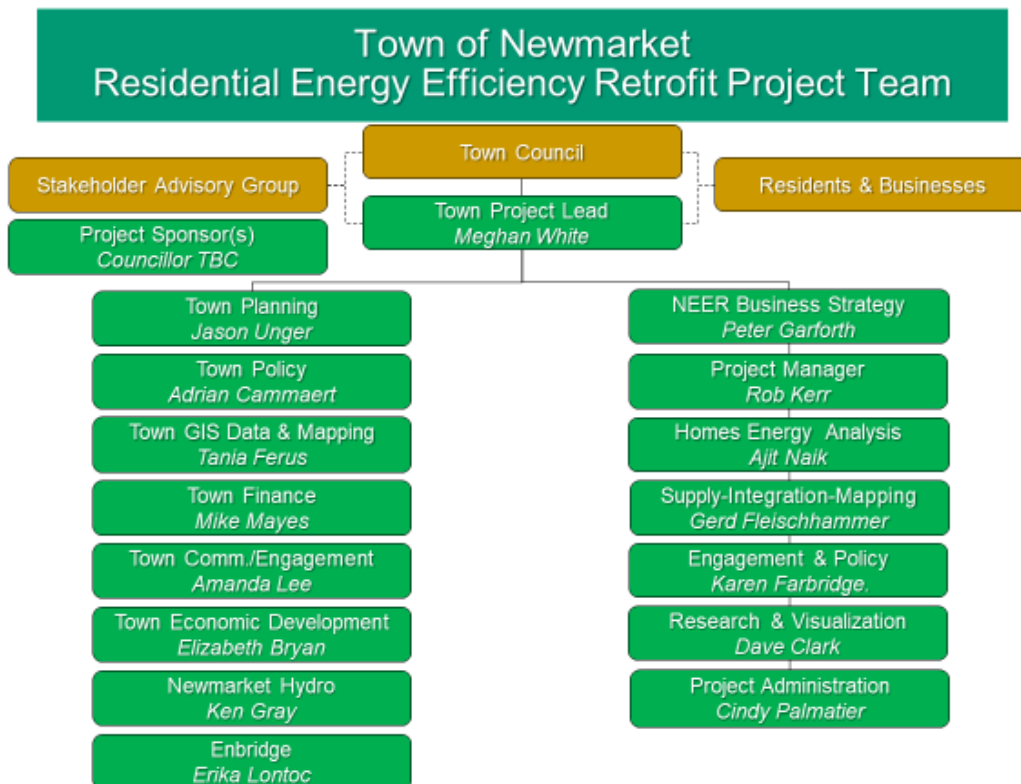 Town of Newmarket
Residential Energy Efficiency Retrofit Project Team
Town Council
Stakeholder Advisory Group
Residents & Businesses
Town Project Lead
Meghan White
Project Sponsor(s)
Councillor TBC
Town Planning
Jason Unger
Town Policy
Adrian Cammaert
Town GIS Data & Mapping
Tania Ferus
Town Finance
Mike Mayes
Town Comm./Engagement
Amanda Lee
Town Economic Development
Elizabeth Bryan
Newmarket Hydro
Ken Gray
Enbridge
Erika Lontoc
NEER Business Strategy
Peter Garforth
Project Manager
Rob Kerr
Homes Energy Analysis
Ajit Naik
Supply-Integration-Mapping
Gerd Fleischhammer
Engagement & Policy
Karen Farbridge.
Research & Visualization
Dave Clark
Project Administration
Cindy Palmatier